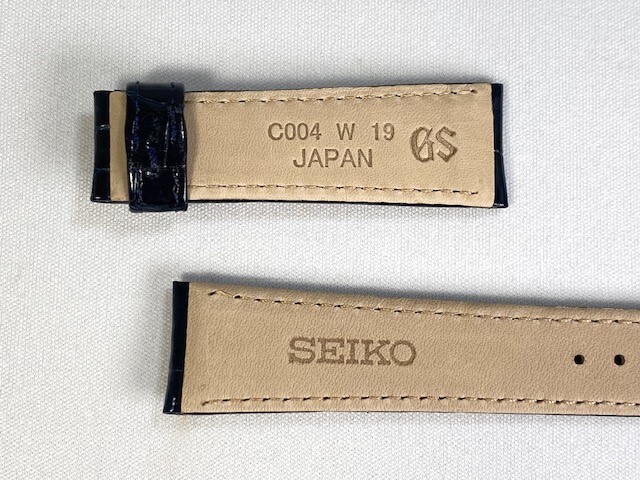 C004 W 19 GS
JAPAN
SEIKO